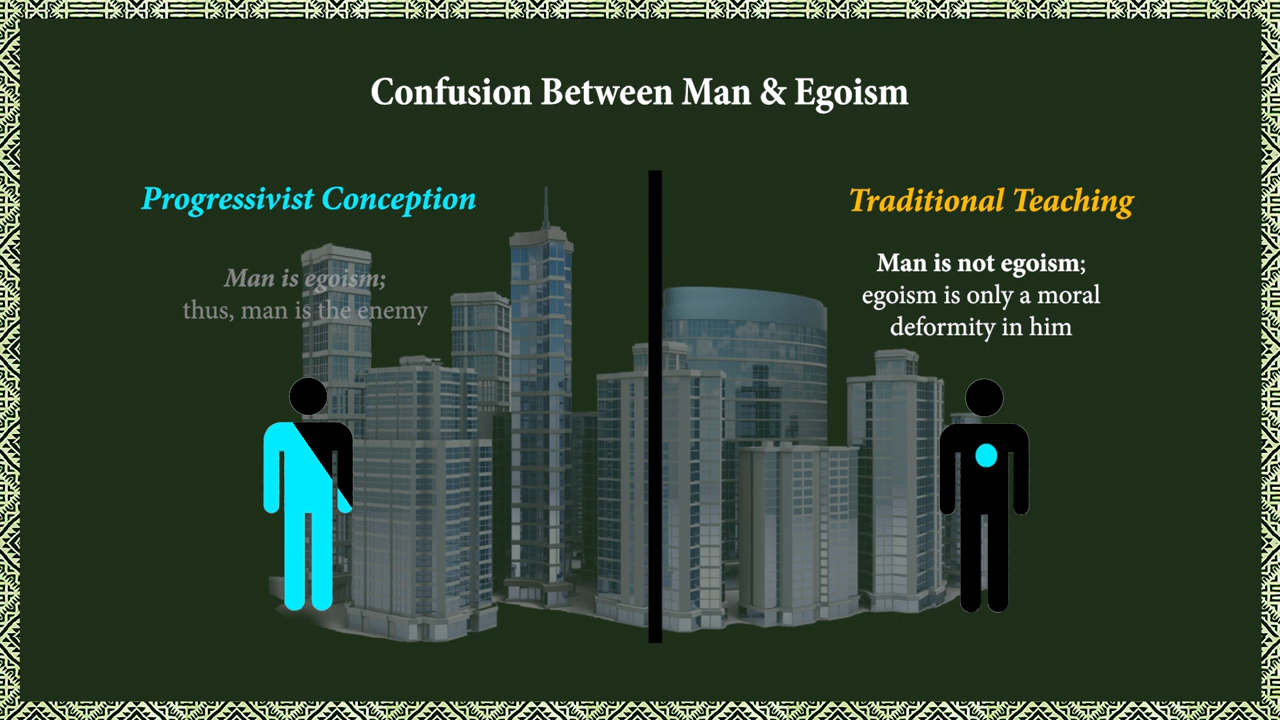 Confusion Between Man & Egoism
Progressivist Conception
Man is egoism;
thus, man is the enemy
Traditional Teaching
Man is not egoism;
egoism is only a moral
deformity in him